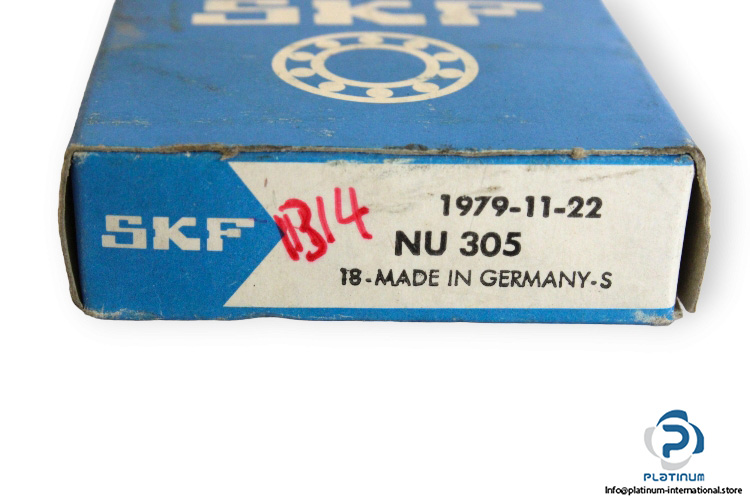 SKF
SKF
1314
1979-11-22
NU 305
18-MADE IN GERMANY-S
PLATINUM
Info@platinum-international.store